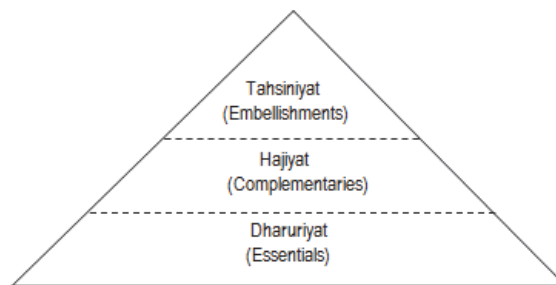 Tahsiniyat
(Embellishments)
Hajiyat
(Complementaries)
Dharuriyat
(Essentials)